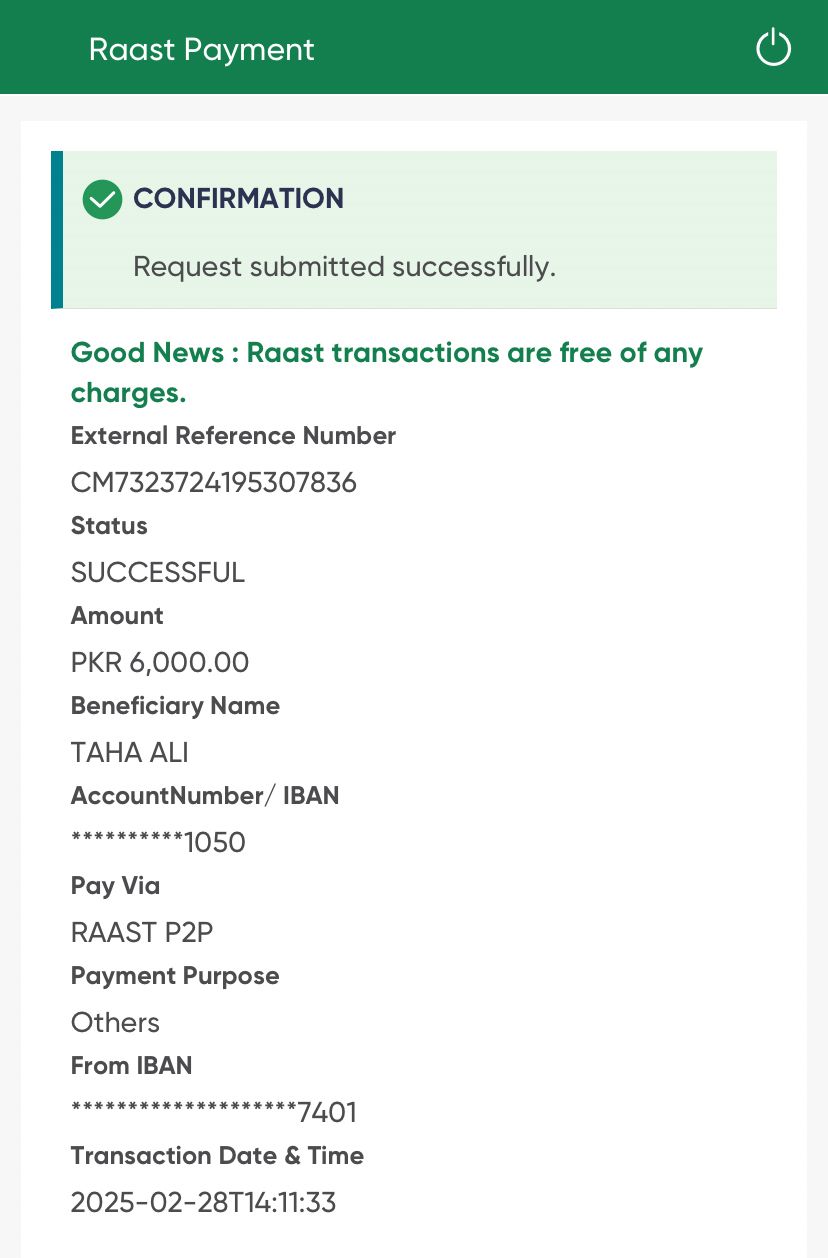 Raast Payment
CONFIRMATION
Request submitted successfully.
Good News : Raast transactions are free of any
charges.
External Reference Number
CM7323724195307836
Status
SUCCESSFUL
Amount
PKR 6,000.00
Beneficiary Name
TAHA ALI
AccountNumber/ IBAN
**********1050
Pay Via
RAAST P2P
Payment Purpose
Others
From IBAN
********************7401
Transaction Date & Time
2025-02-28T14:11:33